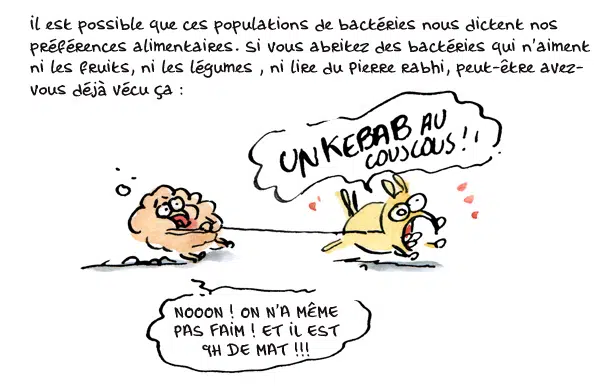 il est possible que ces populations de bactéries nous dictent nos
préférences alimentaires. Si vous abritez des bactéries qui n'aiment
ni les fruits, ni les légumes , ni lire du Pierre Rabhi, peut-être avez-
vous déjà vécu ça :
UN KEBAB AU
COUSCOUS !
NOOON ! ON N'A MÊME
PAS FAIM ! ET iL EST
9H DE MAT !!!